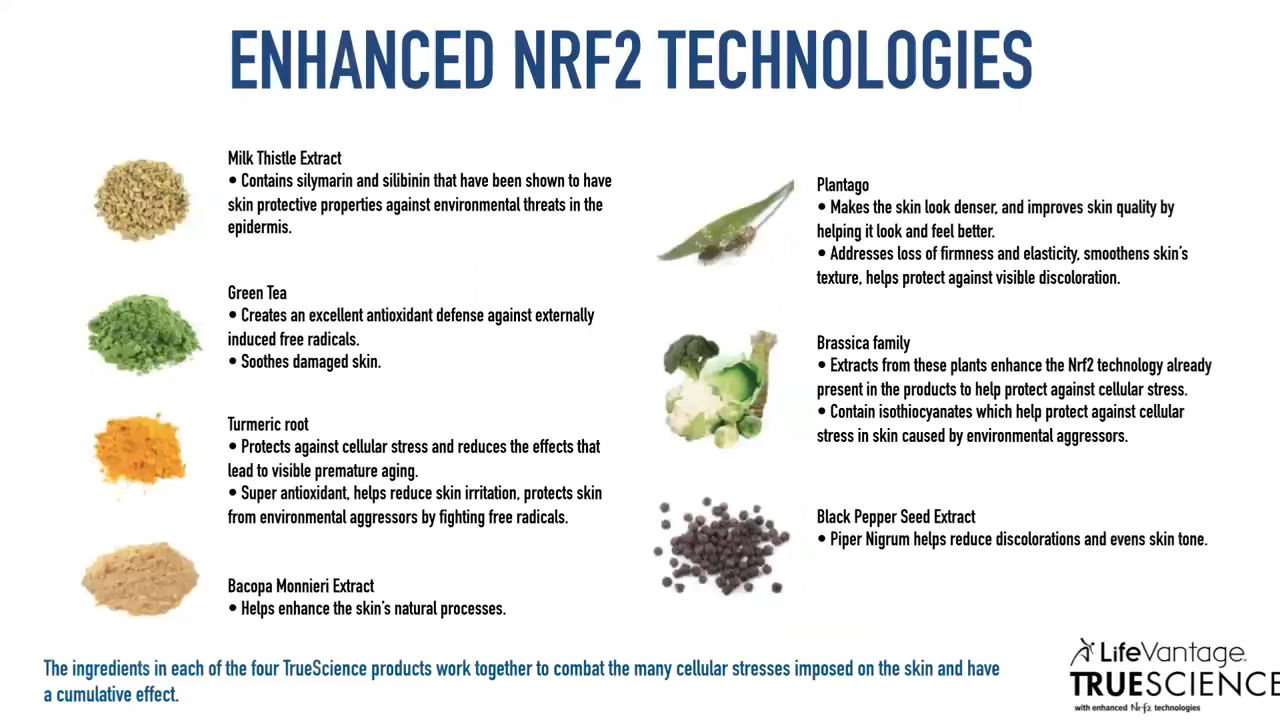 ENHANCED NRF2 TECHNOLOGIES
Milk Thistle Extract
• Contains silymarin and silibinin that have been shown to have
skin protective properties against environmental threats in the
epidermis.
Green Tea
• Creates an excellent antioxidant defense against externally
induced free radicals.
• Soothes damaged skin.
Turmeric root
• Protects against cellular stress and reduces the effects that
lead to visible premature aging.
• Super antioxidant, helps reduce skin irritation, protects skin
from environmental aggressors by fighting free radicals.
Bacopa Monnieri Extract
• Helps enhance the skin's natural processes.
Plantago
• Makes the skin look denser, and improves skin quality by
helping it look and feel better.
• Addresses loss of firmness and elasticity, smoothens skin's
texture, helps protect against visible discoloration.
Brassica family
• Extracts from these plants enhance the Nrf2 technology already
present in the products to help protect against cellular stress.
• Contain isothiocyanates which help protect against cellular
stress in skin caused by environmental aggressors.
Black Pepper Seed Extract
• Piper Nigrum helps reduce discolorations and evens skin tone.
The ingredients in each of the four TrueScience products work together to combat the many cellular stresses imposed on the skin and have
a cumulative effect.
LifeVantage
TRUESCIENCE
with enhanced Nrf2 technologies